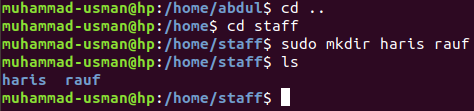 muhammad-usman@hp:/home/abdul$ cd ..
muhammad-usman@hp:/home$ cd staff
muhammad-usman@hp:/home/staff$ sudo mkdir haris rauf
muhammad-usman@hp:/home/staff$ ls
haris  rauf
muhammad-usman@hp:/home/staff$